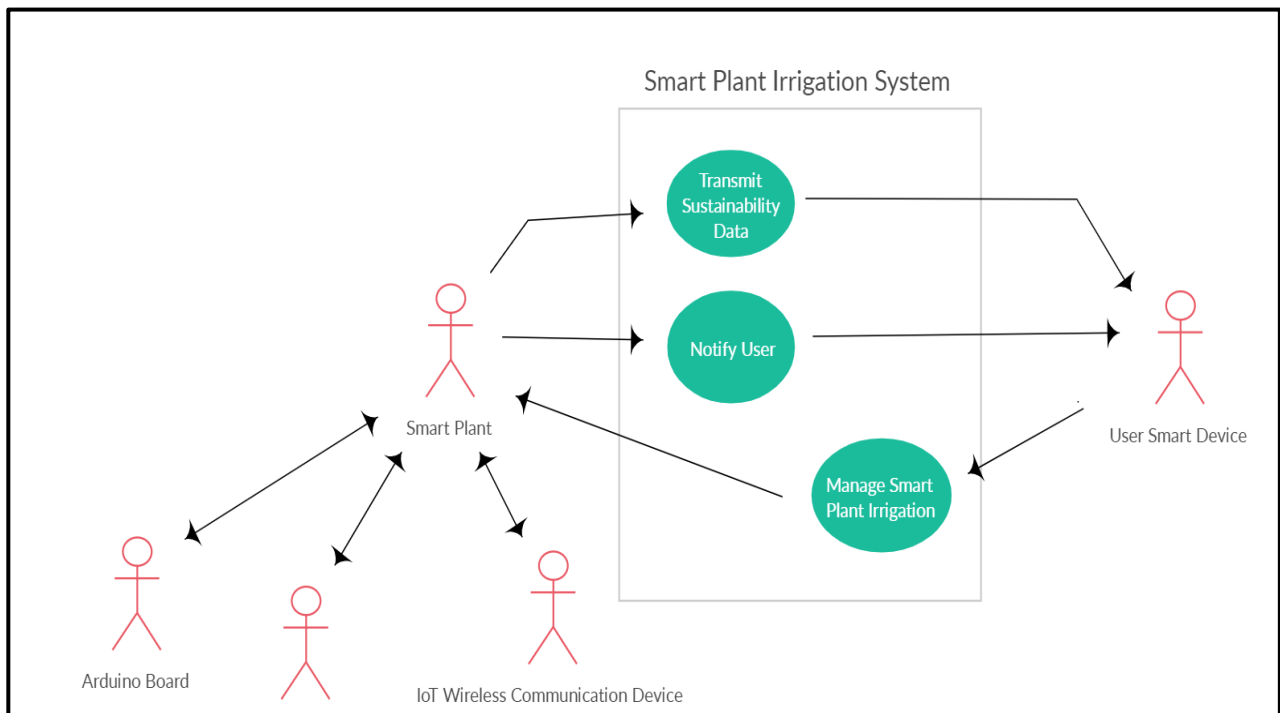 Smart Plant Irrigation System
Transmit
Sustainability
Data
Notify User
Smart Plant
User Smart Device
Manage Smart
Plant Irrigation
Arduino Board
IoT Wireless Communication Device